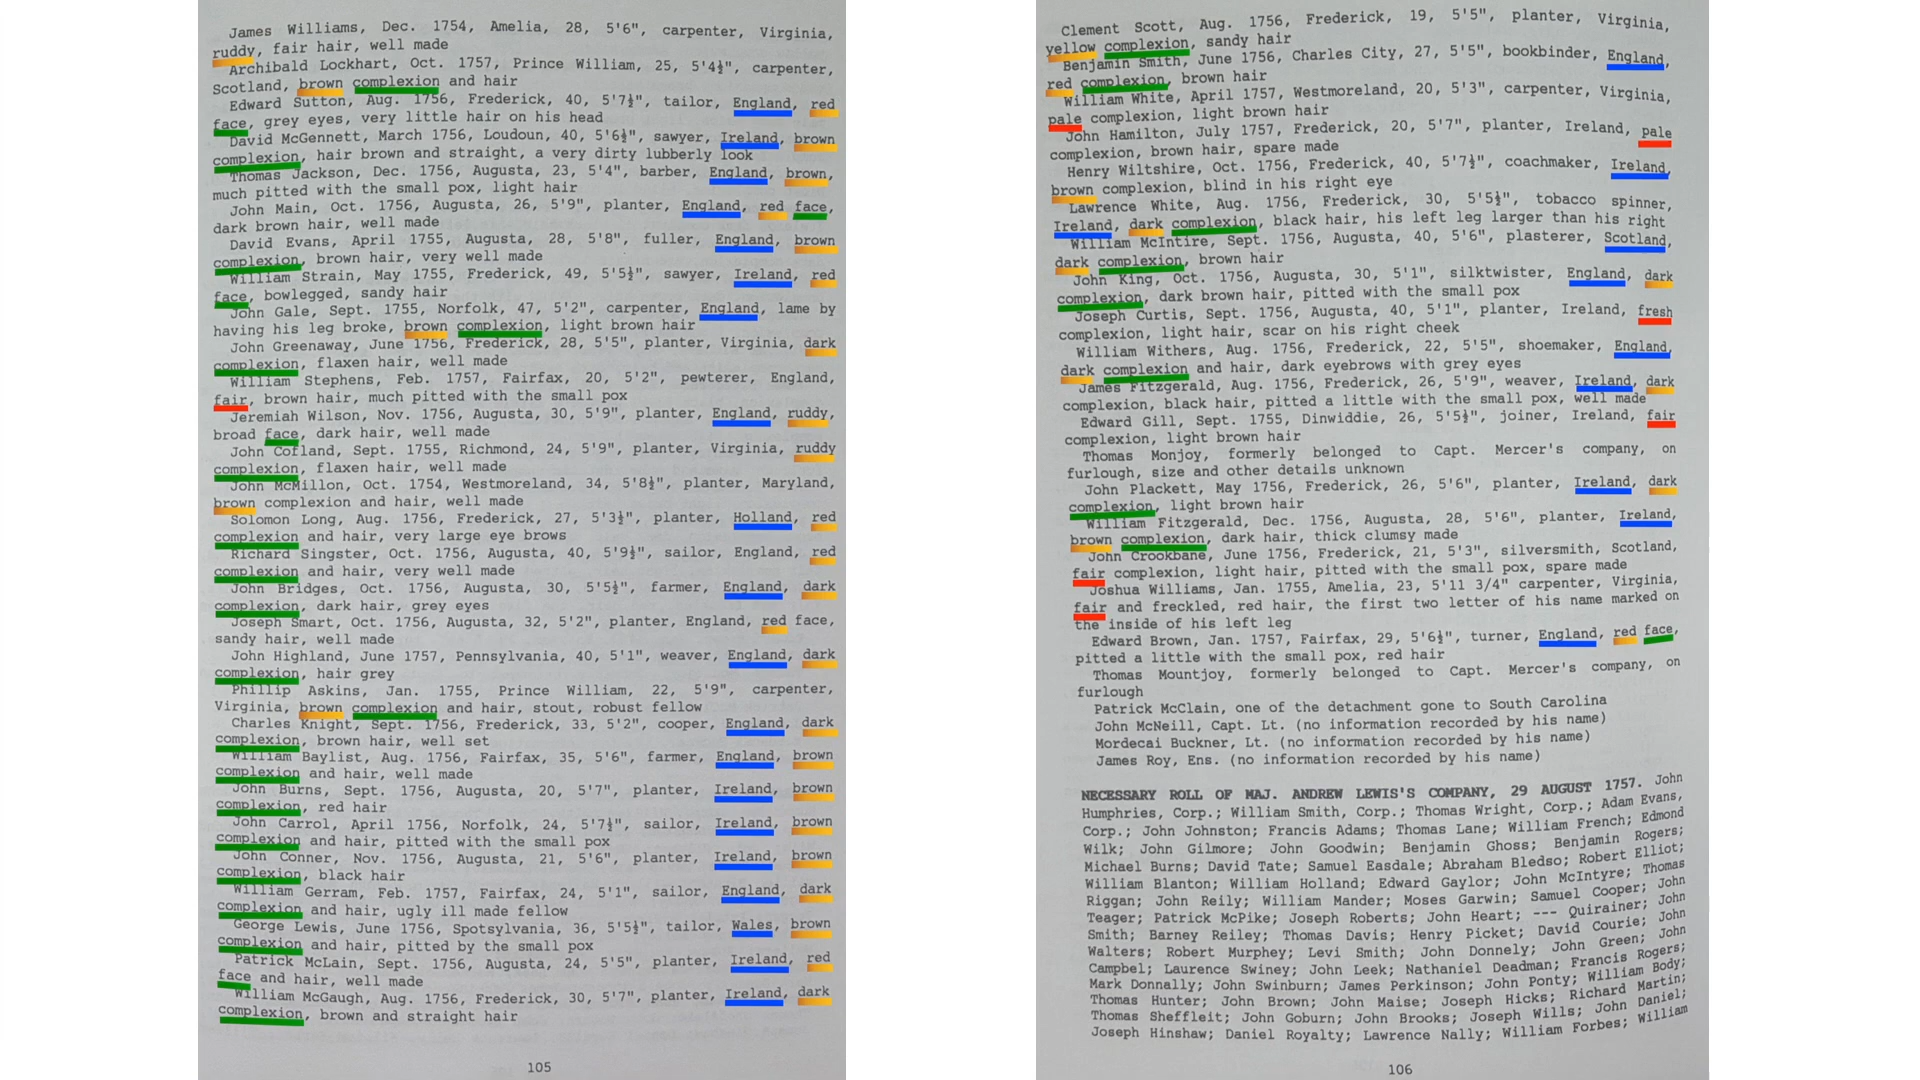 James Williams, Dec. 1754, Amelia, 28, 5'6", carpenter, Virginia,
ruddy, fair hair, well made
Archibald Lockhart, Oct. 1757, Prince William, 25, 5'4½", carpenter,
Scotland, brown complexion and hair
Edward Sutton, Aug. 1756, Frederick, 40, 5'7½", tailor, England, red
face, grey eyes, very little hair on his head
David McGennett, March 1756, Loudoun, 40, 5'6½", sawyer, Ireland, brown
complexion, hair brown and straight, a very dirty lubberly look
Thomas Jackson, Dec. 1756, Augusta, 23, 5'4", barber, England, brown,
much pitted with the small pox, light hair
John Main, Oct. 1756, Augusta, 26, 5'9", planter, England, red face,
dark brown hair, well made
David Evans, April 1755, Augusta, 28, 5'8", fuller, England, brown
complexion, brown hair, very well made
William Strain, May 1755, Frederick, 49, 5'5½", sawyer, Ireland, red
face, bowlegged, sandy hair
John Gale, Sept. 1755, Norfolk, 47, 5'2", carpenter, England, lame by
having his leg broke, brown complexion, light brown hair
John Greenaway, June 1756, Frederick, 28, 5'5", planter, Virginia, dark
complexion, flaxen hair, well made
William Stephens, Feb. 1757, Fairfax, 20, 5'2", pewterer, England,
fair, brown hair, much pitted with the small pox
Jeremiah Wilson, Nov. 1756, Augusta, 30, 5'9", planter, England, ruddy,
broad face, dark hair, well made
John Cofland, Sept. 1755, Richmond, 24, 5'9", planter, Virginia, ruddy
complexion, flaxen hair, well made
John McMillon, Oct. 1754, Westmoreland, 34, 5'8½", planter, Maryland,
brown complexion and hair, well made
Solomon Long, Aug. 1756, Frederick, 27, 5'3½", planter, Holland, red
complexion and hair, very large eye brows
Richard Singster, Oct. 1756, Augusta, 40, 5'9½", sailor, England, red
complexion and hair, very well made
John Bridges, Oct. 1756, Augusta, 30, 5'5½", farmer, England, dark
complexion, dark hair, grey eyes
Joseph Smart, Oct. 1756, Augusta, 32, 5'2", planter, England, red face,
sandy hair, well made
John Highland, June 1757, Pennsylvania, 40, 5'1", weaver, England, dark
complexion, hair grey
Phillip Askins, Jan. 1755, Prince William, 22, 5'9", carpenter,
Virginia, brown complexion and hair, stout, robust fellow
Charles Knight, Sept. 1756, Frederick, 33, 5'2", cooper, England, dark
complexion, brown hair, well set
William Baylist, Aug. 1756, Fairfax, 35, 5'6", farmer, England, brown
complexion and hair, well made
John Burns, Sept. 1756, Augusta, 20, 5'7", planter, Ireland, brown
complexion, red hair
John Carrol, April 1756, Norfolk, 24, 5'7½", sailor, Ireland, brown
complexion and hair, pitted with the small pox
John Conner, Nov. 1756, Augusta, 21, 5'6", planter, Ireland, brown
complexion, black hair
William Gerram, Feb. 1757, Fairfax, 24, 5'1", sailor, England, dark
complexion and hair, ugly ill made fellow
George Lewis, June 1756, Spotsylvania, 36, 5'5½", tailor, Wales, brown
complexion and hair, pitted by the small pox
Patrick McLain, Sept. 1756, Augusta, 24, 5'5", planter, Ireland, red
face and hair, well made
William McGaugh, Aug. 1756, Frederick, 30, 5'7", planter, Ireland, dark
complexion, brown and straight hair
105
Clement Scott, Aug. 1756, Frederick, 19, 5'5", planter, Virginia,
yellow complexion, sandy hair
Benjamin Smith, June 1756, Charles City, 27, 5'5", bookbinder, England,
red complexion, brown hair
William White, April 1757, Westmoreland, 20, 5'3", carpenter, Virginia,
pale complexion, light brown hair
John Hamilton, July 1757, Frederick, 20, 5'7", planter, Ireland, pale
complexion, brown hair, spare made
Henry Wiltshire, Oct. 1756, Frederick, 40, 5'7½", coachmaker, Ireland,
brown complexion, blind in his right eye
Lawrence White, Aug. 1756, Frederick, 30, 5'5½", tobacco spinner,
Ireland, dark complexion, black hair, his left leg larger than his right
William McIntire, Sept. 1756, Augusta, 40, 5'6", plasterer, Scotland,
dark complexion, brown hair
John King, Oct. 1756, Augusta, 30, 5'1", silktwister, England, dark
complexion, dark brown hair, pitted with the small pox
Joseph Curtis, Sept. 1756, Augusta, 40, 5'1", planter, Ireland, fresh
complexion, light hair, scar on his right cheek
William Withers, Aug. 1756, Frederick, 22, 5'5", shoemaker, England,
dark complexion and hair, dark eyebrows with grey eyes
James Fitzgerald, Aug. 1756, Frederick, 26, 5'9", weaver, Ireland, dark
complexion, black hair, pitted a little with the small pox, well made
Edward Gill, Sept. 1755, Dinwiddie, 26, 5'5½", joiner, Ireland, fair
complexion, light brown hair
Thomas Monjoy, formerly belonged to Capt. Mercer's company, on
furlough, size and other details unknown
John Plackett, May 1756, Frederick, 26, 5'6", planter, Ireland, dark
complexion, light brown hair
William Fitzgerald, Dec. 1756, Augusta, 28, 5'6", planter, Ireland,
brown complexion, dark hair, thick clumsy made
John Crookbane, June 1756, Frederick, 21, 5'3", silversmith, Scotland,
fair complexion, light hair, pitted with the small pox, spare made
Joshua Williams, Jan. 1755, Amelia, 23, 5'11 3/4" carpenter, Virginia,
fair and freckled, red hair, the first two letter of his name marked on
the inside of his left leg
Edward Brown, Jan. 1757, Fairfax, 29, 5'6½", turner, England, red face,
pitted a little with the small pox, red hair
Thomas Mountjoy, formerly belonged to Capt. Mercer's company, on
furlough
Patrick McClain, one of the detachment gone to South Carolina
John McNeill, Capt. Lt. (no information recorded by his name)
Mordecai Buckner, Lt. (no information recorded by his name)
James Roy, Ens. (no information recorded by his name)
NECESSARY ROLL OF MAJ. ANDREW LEWIS'S COMPANY, 29 AUGUST 1757. John
Humphries, Corp.; William Smith, Corp.; Thomas Wright, Corp.; Adam Evans,
Corp.; John Johnston; Francis Adams; Thomas Lane; William French; Edmond
Wilk; John Gilmore; John Goodwin; Benjamin Ghoss; Benjamin Rogers;
Michael Burns; David Tate; Samuel Easdale; Abraham Bledso; Robert Elliot;
William Blanton; William Holland; Edward Gaylor; John McIntyre; Thomas
Riggan; John Reily; William Mander; Moses Garwin; Samuel Cooper; John
Teager; Patrick McPike; Joseph Roberts; John Heart; --- Quirainer; John
Smith; Barney Reiley; Thomas Davis; Henry Picket; David Courie; John
Walters; Robert Murphey; Levi Smith; John Donnely; John Green; John
Campbel; Laurence Swiney; John Leek; Nathaniel Deadman; Francis Rogers;
Mark Donnally; John Swinburn; James Perkinson; John Ponty; William Body;
Thomas Hunter; John Brown; John Maise; Joseph Hicks; Richard Martin;
Thomas Sheffleit; John Goburn; John Brooks; Joseph Wills; John Daniel;
Joseph Hinshaw; Daniel Royalty; Lawrence Nally; William Forbes; William
106